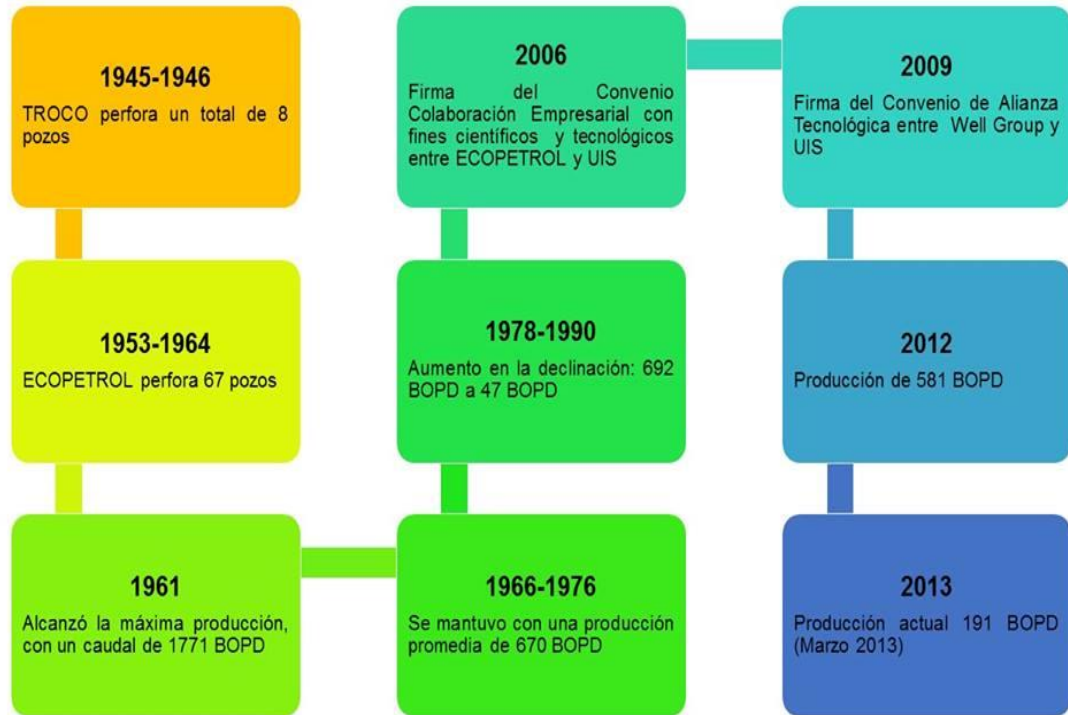 1945-1946
TROCO perfora un total de 8
pozos
1953-1964
ECOPETROL perfora 67 pozos
1961
Alcanzó la máxima producción,
con un caudal de 1771 BOPD
1966-1976
Se mantuvo con una producción
promedia de 670 BOPD
1978-1990
Aumento en la declinación: 692
BOPD a 47 BOPD
2006
Firma del Convenio
Colaboración Empresarial con
fines científicos y tecnológicos
entre ECOPETROL y UIS
2009
Firma del Convenio de Alianza
Tecnológica entre Well Group y
UIS
2012
Producción de 581 BOPD
2013
Producción actual 191 BOPD
(Marzo 2013)